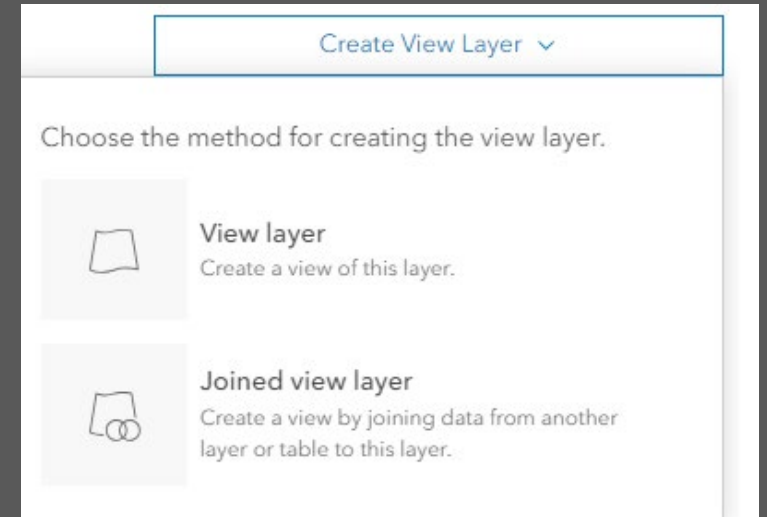 Create View Layer
Choose the method for creating the view layer.
View layer
Create a view of this layer.
Joined view layer
Create a view by joining data from another
layer or table to this layer.